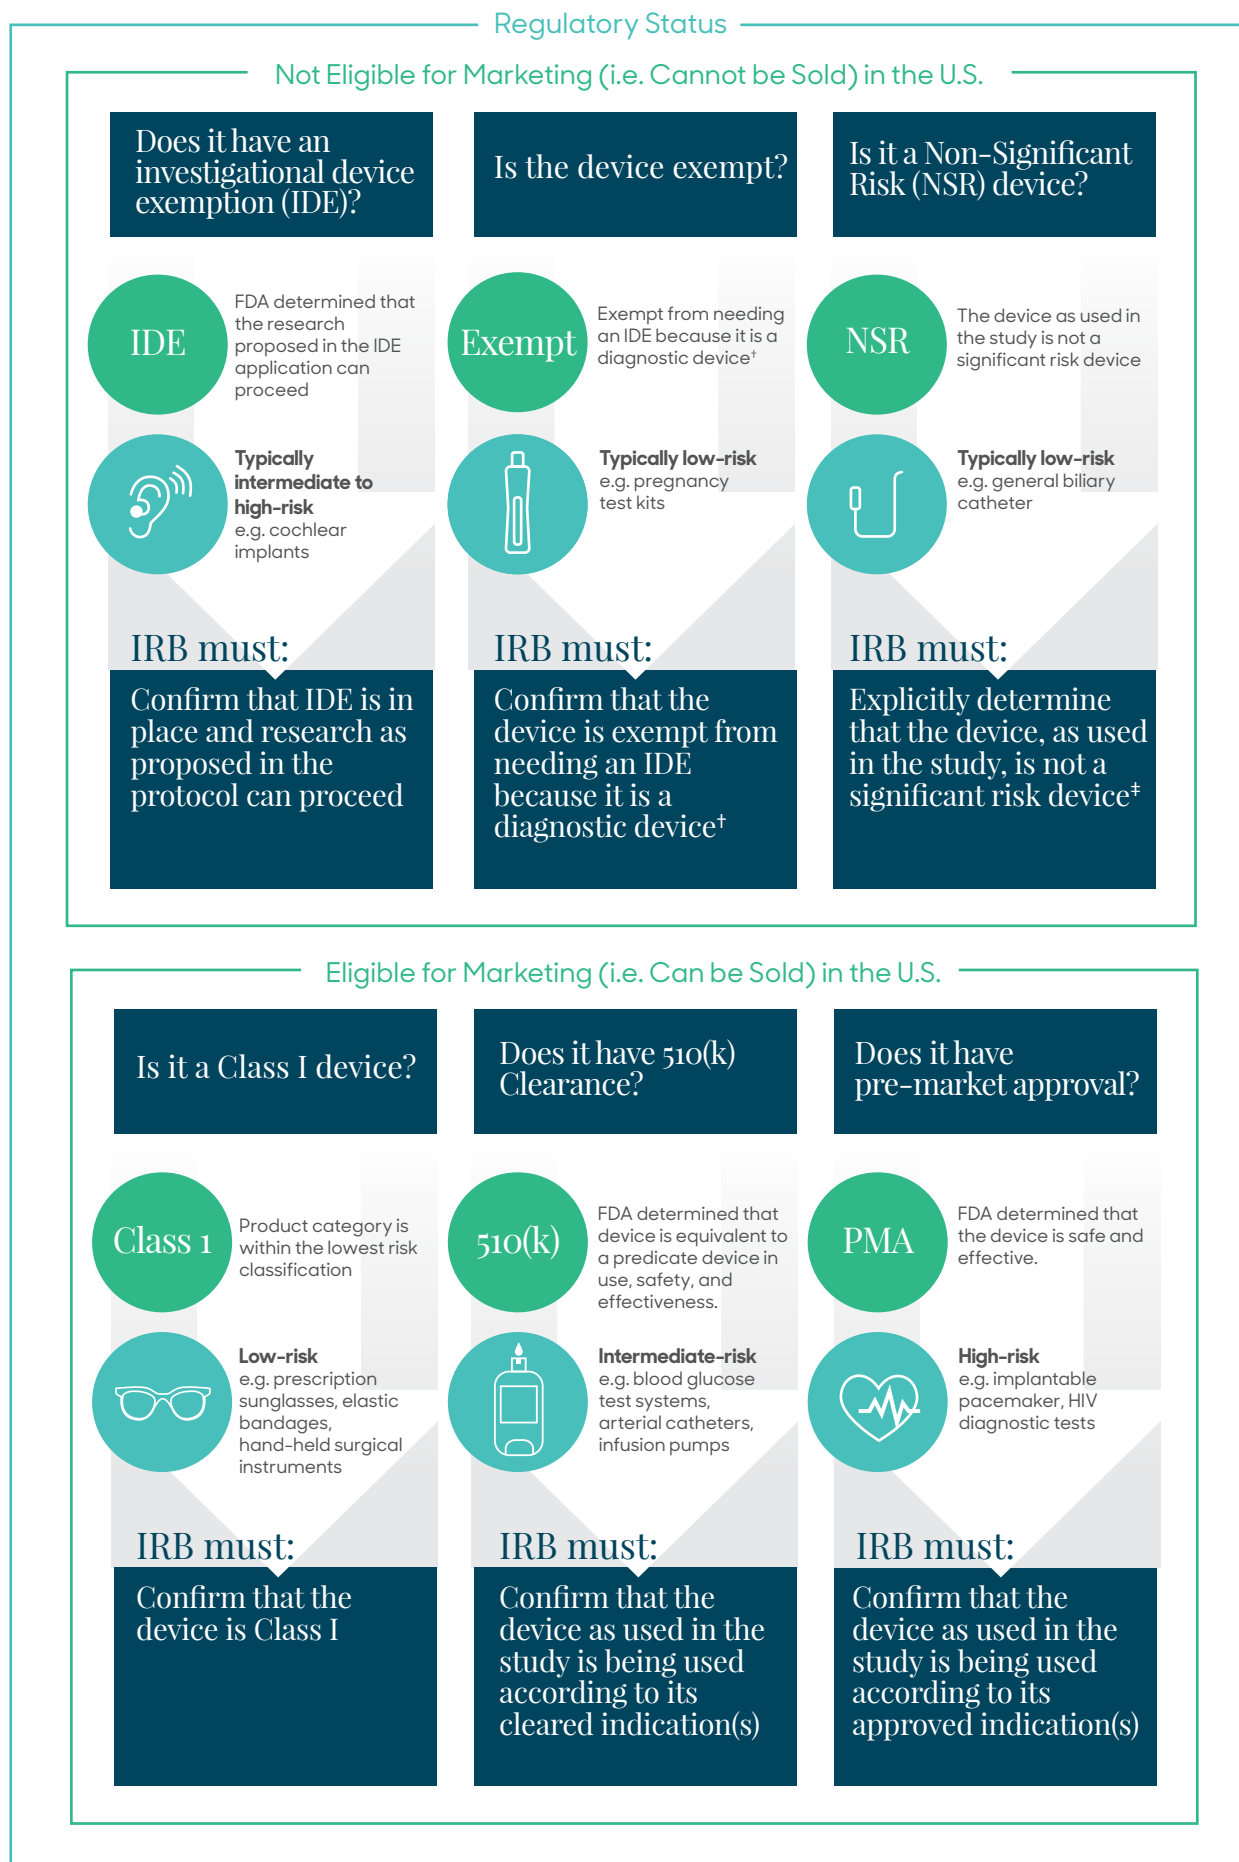 Regulatory Status
Not Eligible for Marketing (i.e. Cannot be Sold) in the U.S.
Does it have an
investigational device
exemption (IDE)?
IDE
FDA determined that
the research
proposed in the IDE
application can
proceed
Typically
intermediate to
high-risk
e.g. cochlear
implants
IRB must:
Confirm that IDE is in
place and research as
proposed in the
protocol can proceed
Is the device exempt?
Exempt
Exempt from needing
an IDE because it is a
diagnostic device†
Typically low-risk
e.g. pregnancy
test kits
IRB must:
Confirm that the
device is exempt from
needing an IDE
because it is a
diagnostic device†
Is it a Non-Significant
Risk (NSR) device?
NSR
The device as used in
the study is not a
significant risk device
Typically low-risk
e.g. general biliary
catheter
IRB must:
Explicitly determine
that the device, as used
in the study, is not a
significant risk device‡
Eligible for Marketing (i.e. Can be Sold) in the U.S.
Is it a Class I device?
Class 1
Product category is
within the lowest risk
classification
Low-risk
e.g. prescription
sunglasses, elastic
bandages,
hand-held surgical
instruments
IRB must:
Confirm that the
device is Class I
Does it have 510(k)
Clearance?
510(k)
FDA determined that
device is equivalent to
a predicate device in
use, safety, and
effectiveness.
Intermediate-risk
e.g. blood glucose
test systems,
arterial catheters,
infusion pumps
IRB must:
Confirm that the
device as used in the
study is being used
according to its
cleared indication(s)
Does it have
pre-market approval?
PMA
FDA determined that
the device is safe and
effective.
High-risk
e.g. implantable
pacemaker, HIV
diagnostic tests
IRB must:
Confirm that the
device as used in the
study is being used
according to its
approved indication(s)